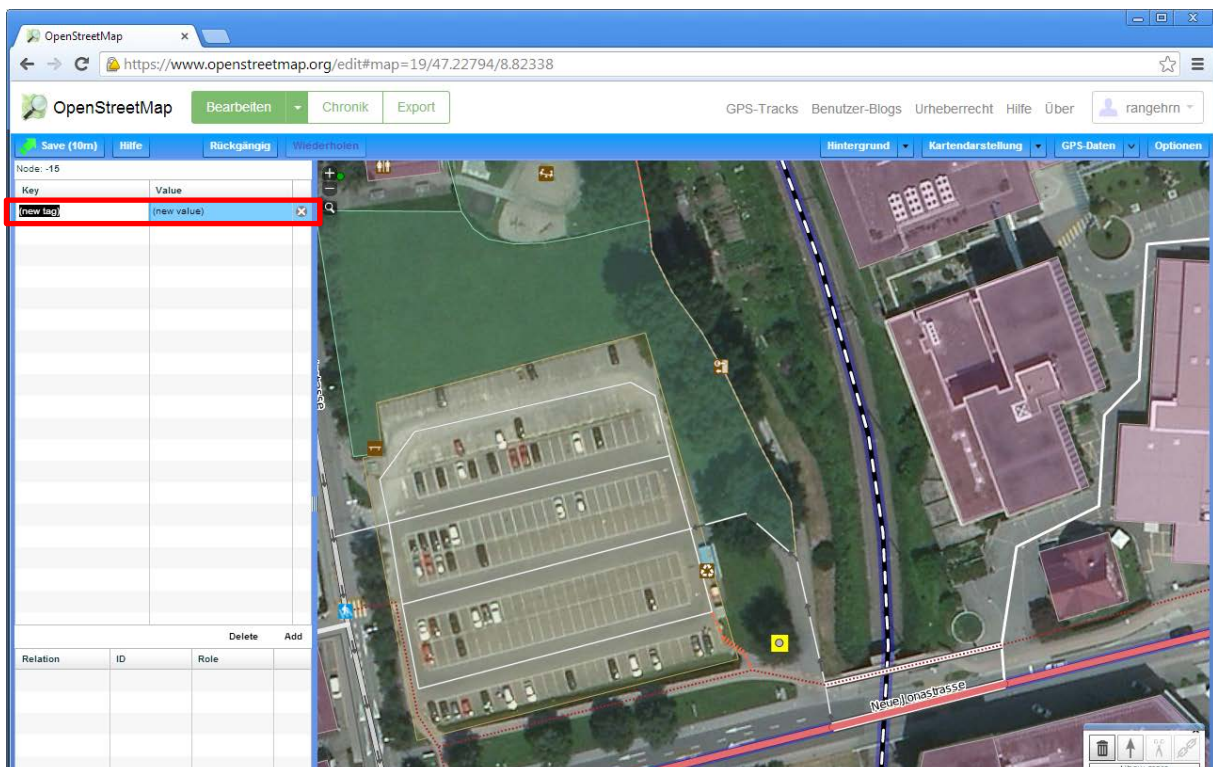 OpenStreetMap
https://www.openstreetmap.org/edit#map=19/47.22794/8.82338
OpenStreetMap Bearbeiten Chronik Export GPS-Tracks Benutzer-Blogs Urheberrecht Hilfe Über rangehrn
Save (10m) Hilfe Rückgängig Wiederholen Hintergrund Kartendarstellung GPS-Daten Optionen
Node: -15
Key Value
(new tag) (new value)
Delete Add
Relation ID Role
Neue Jonastrasse